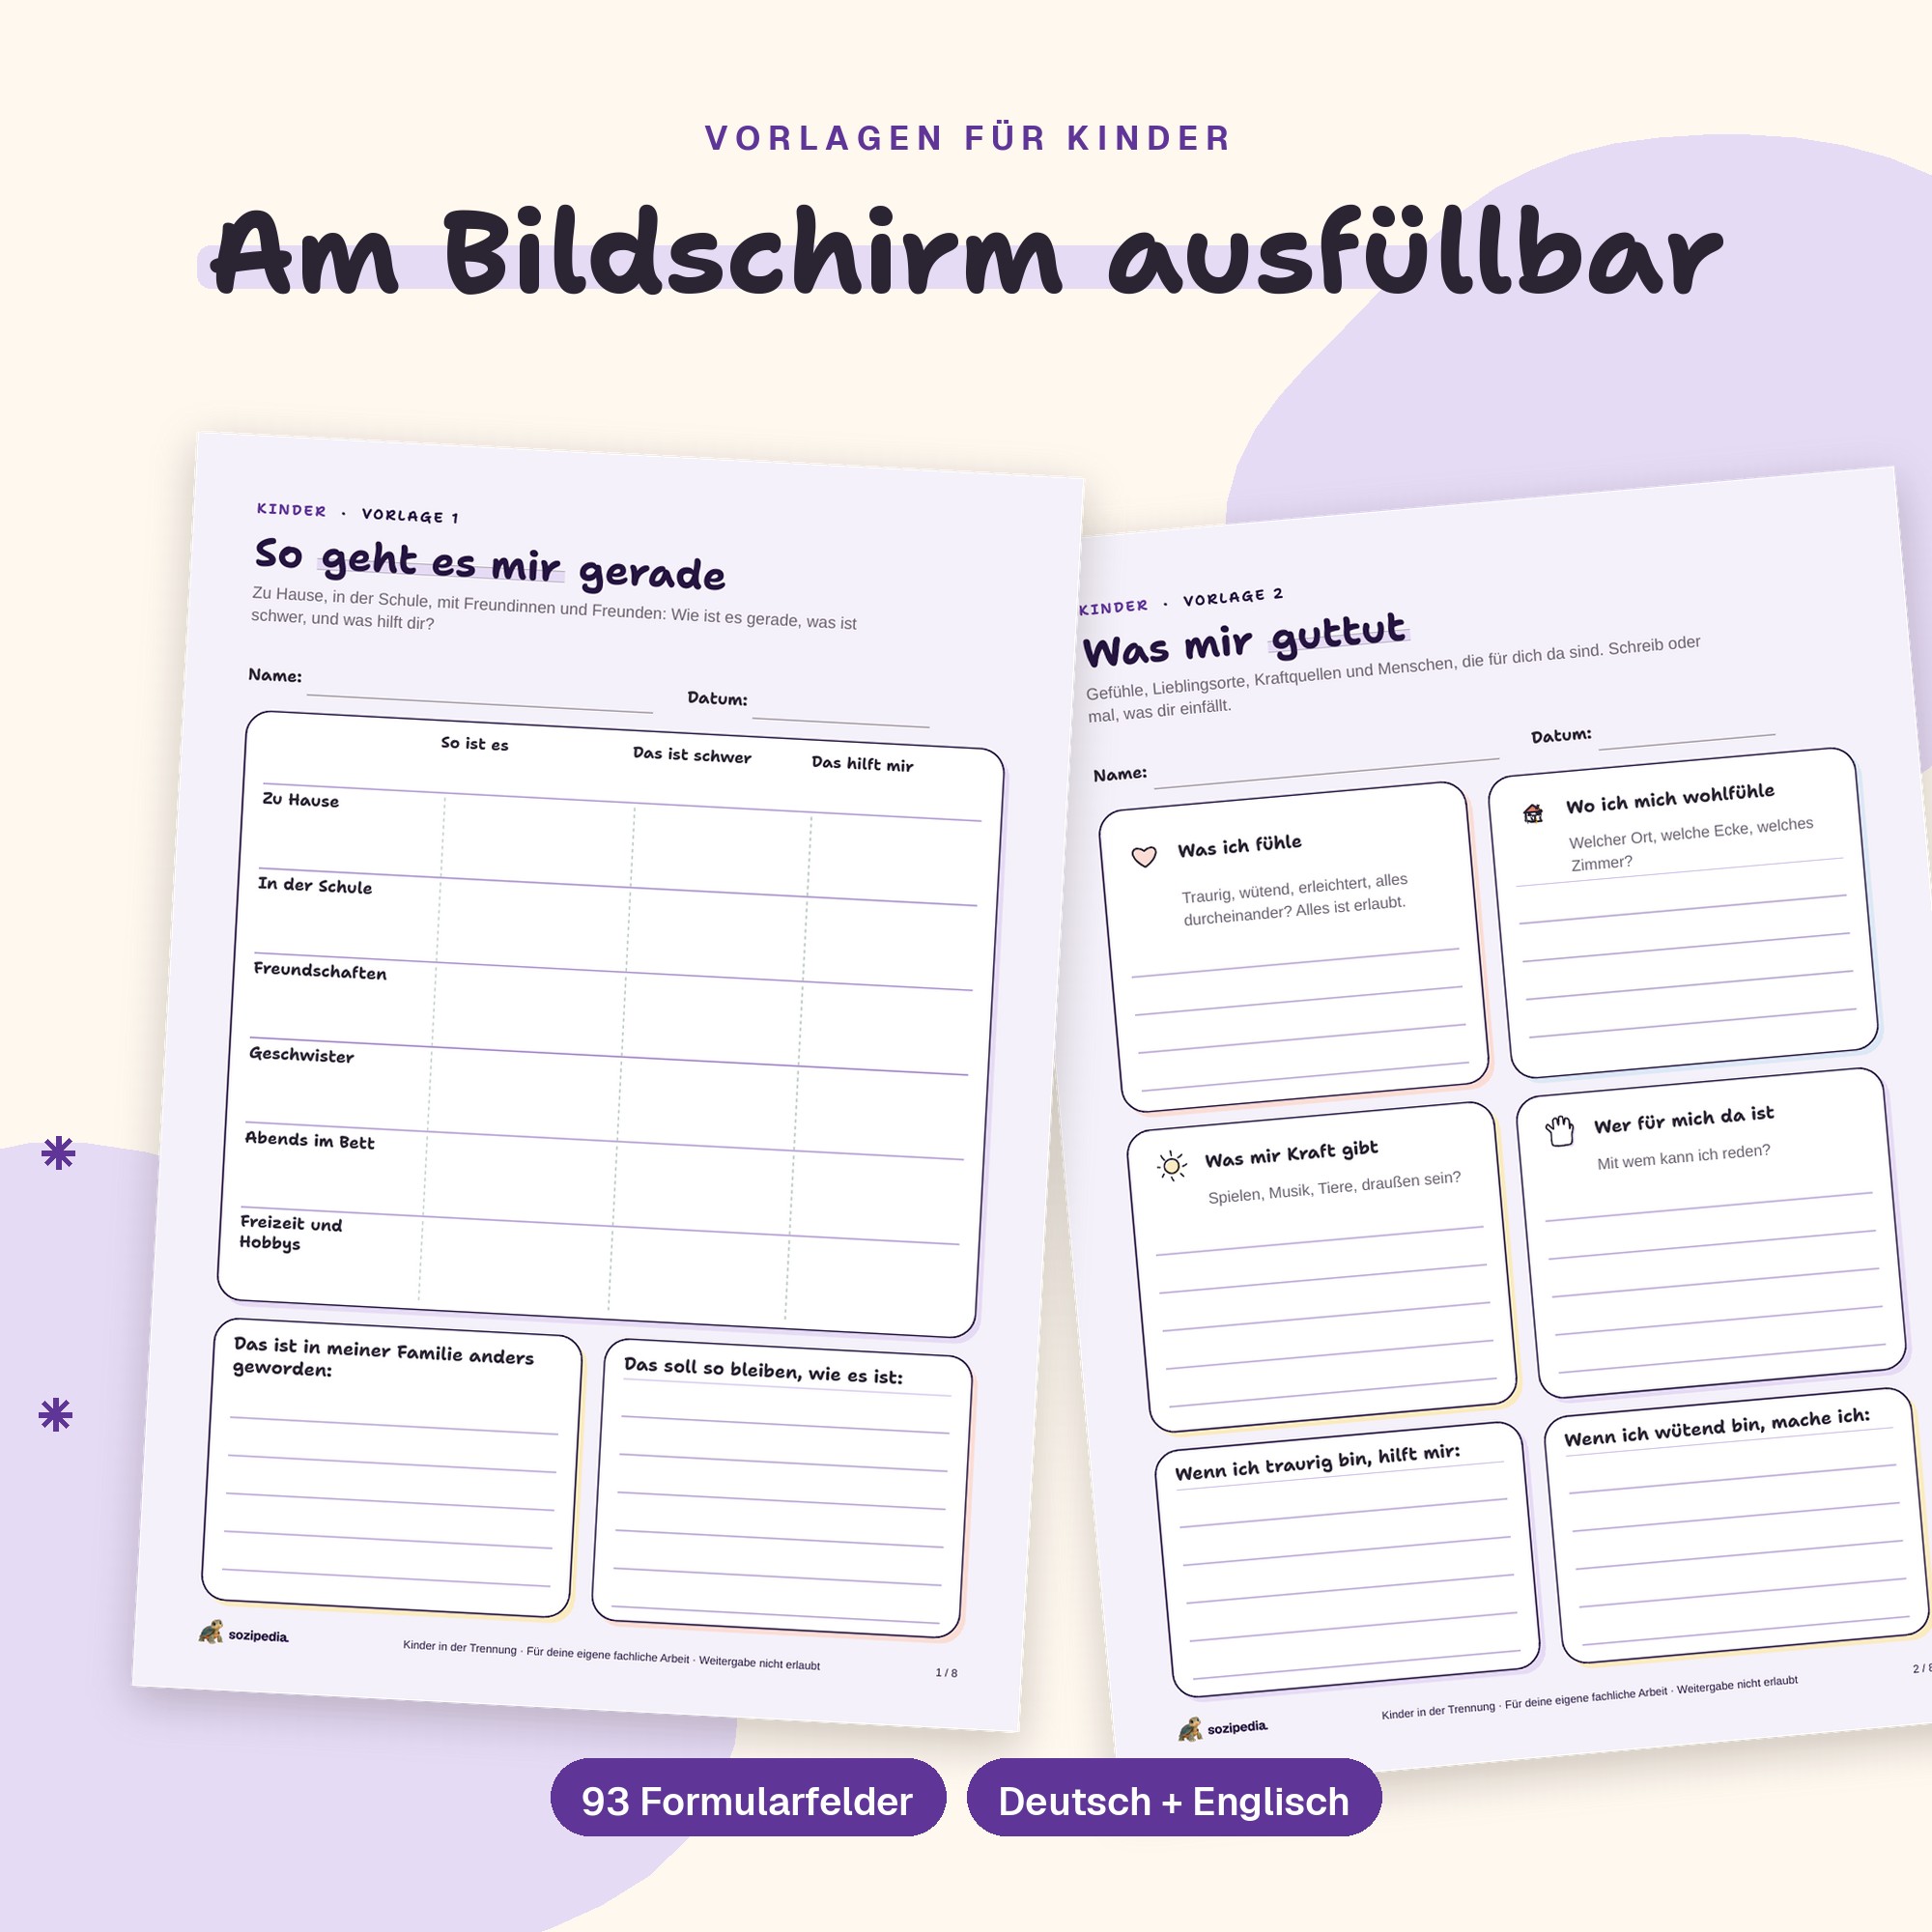 VORLAGEN FÜR KINDER
Am Bildschirm ausfüllbar
KINDER · VORLAGE 1
So geht es mir gerade
Zu Hause, in der Schule, mit Freundinnen und Freunden: Wie ist es gerade, was ist
schwer, und was hilft dir?
Name:
Datum:
So ist es
Das ist schwer
Das hilft mir
Zu Hause
In der Schule
Freundschaften
Geschwister
Abends im Bett
Freizeit und
Hobbys
Das ist in meiner Familie anders
geworden:
Das soll so bleiben, wie es ist:
sozipedia.
Kinder in der Trennung · Für deine eigene fachliche Arbeit · Weitergabe nicht erlaubt
1 / 8
KINDER · VORLAGE 2
Was mir guttut
Gefühle, Lieblingsorte, Kraftquellen und Menschen, die für dich da sind. Schreib oder
mal, was dir einfällt.
Name:
Datum:
Was ich fühle
Traurig, wütend, erleichtert, alles
durcheinander? Alles ist erlaubt.
Wo ich mich wohlfühle
Welcher Ort, welche Ecke, welches
Zimmer?
Was mir Kraft gibt
Spielen, Musik, Tiere, draußen sein?
Wer für mich da ist
Mit wem kann ich reden?
Wenn ich traurig bin, hilft mir:
Wenn ich wütend bin, mache ich:
sozipedia.
Kinder in der Trennung · Für deine eigene fachliche Arbeit · Weitergabe nicht erlaubt
2 / 8
93 Formularfelder
Deutsch + Englisch